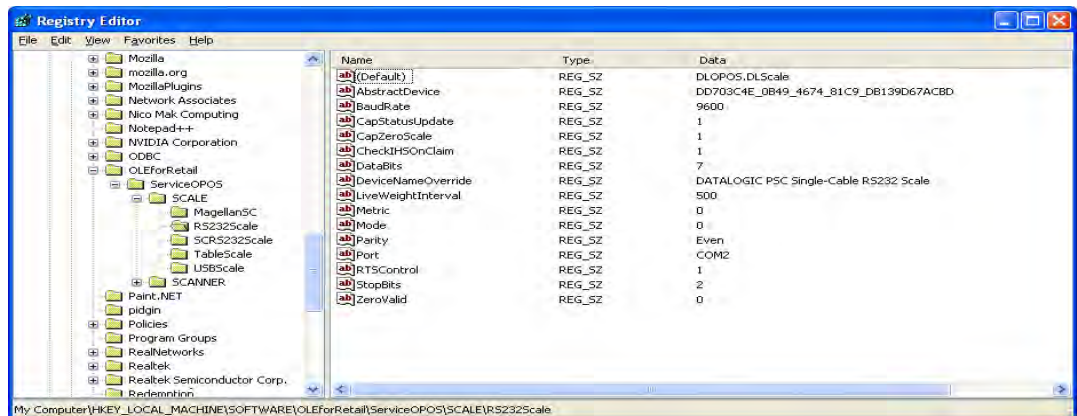 Registry Editor
File Edit View Favorites Help
Mozilla
mozilla.org
MozillaPlugins
Network Associates
Nico Mak Computing
Notepad++
NVIDIA Corporation
ODBC
OLEforRetail
ServiceOPOS
SCALE
MagellanSC
RS232Scale
SCRS232Scale
TableScale
USBScale
SCANNER
Paint.NET
pidgin
Policies
Program Groups
RealNetworks
Realtek
Realtek Semiconductor Corp.
Redemption
Name Type Data
(Default) REG_SZ DLOPOS.DLScale
AbstractDevice REG_SZ DD703C4E_0B49_4674_81C9_DB139D67ACBD
BaudRate REG_SZ 9600
CapStatusUpdate REG_SZ 1
CapZeroScale REG_SZ 1
CheckIHSOnClaim REG_SZ 1
DataBits REG_SZ 7
DeviceNameOverride REG_SZ DATALOGIC PSC Single-Cable RS232 Scale
LiveWeightInterval REG_SZ 500
Metric REG_SZ 0
Mode REG_SZ 0
Parity REG_SZ Even
Port REG_SZ COM2
RTSControl REG_SZ 1
StopBits REG_SZ 2
ZeroValid REG_SZ 0
My Computer\HKEY_LOCAL_MACHINE\SOFTWARE\OLEforRetail\ServiceOPOS\SCALE\RS232Scale